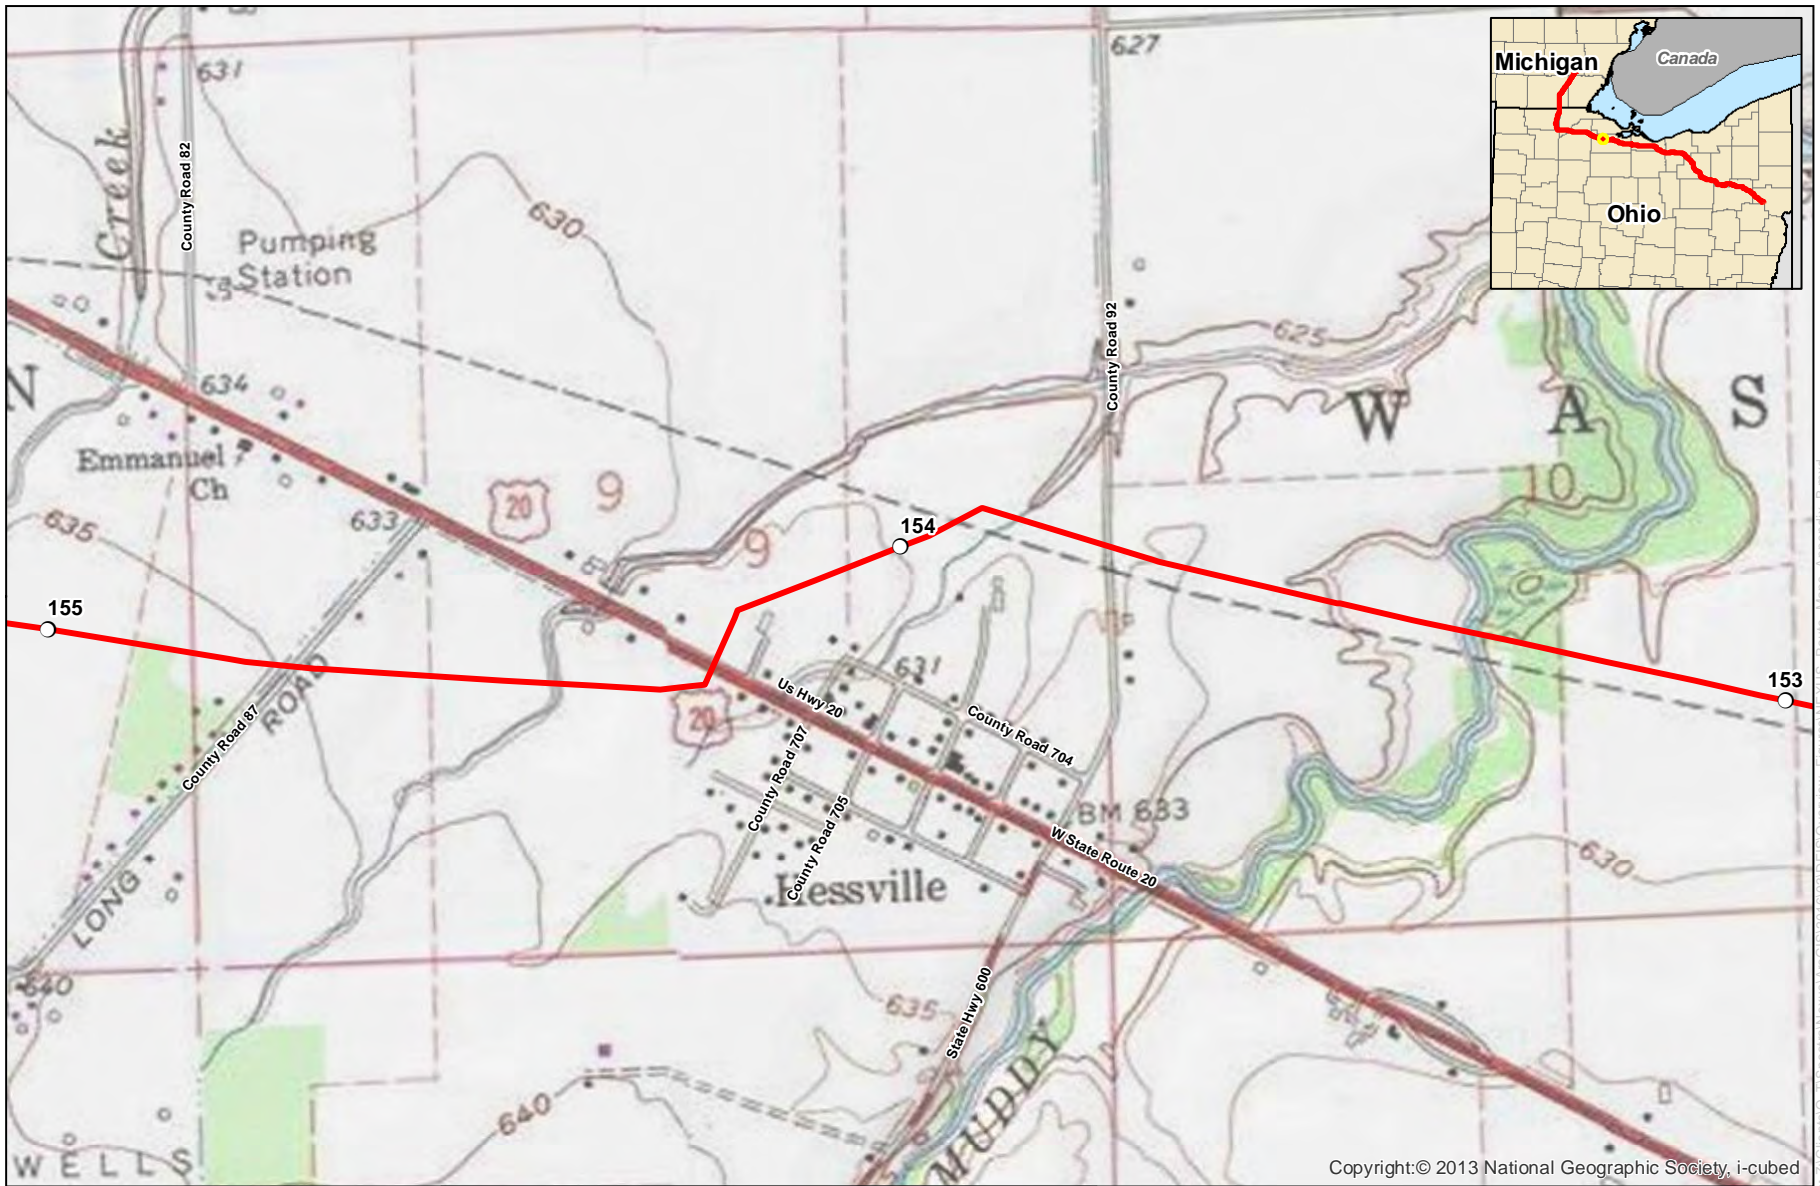 627
Michigan
Canada
Ohio
631
Creek
County Road 82
630
Pumping
Station
County Road 92
625
N
634
W A S
Emmanuel
Ch
20
9
10
635
633
9
154
155
ROAD
631
153
20
Us Hwy 20
County Road 87
County Road 704
County Road 707
County Road 705
BM 633
W State Route 20
630
LONG
Hessville
640
635
State Hwy 600
MUDDY
640
WELLS
Copyright:© 2013 National Geographic Society, i-cubed